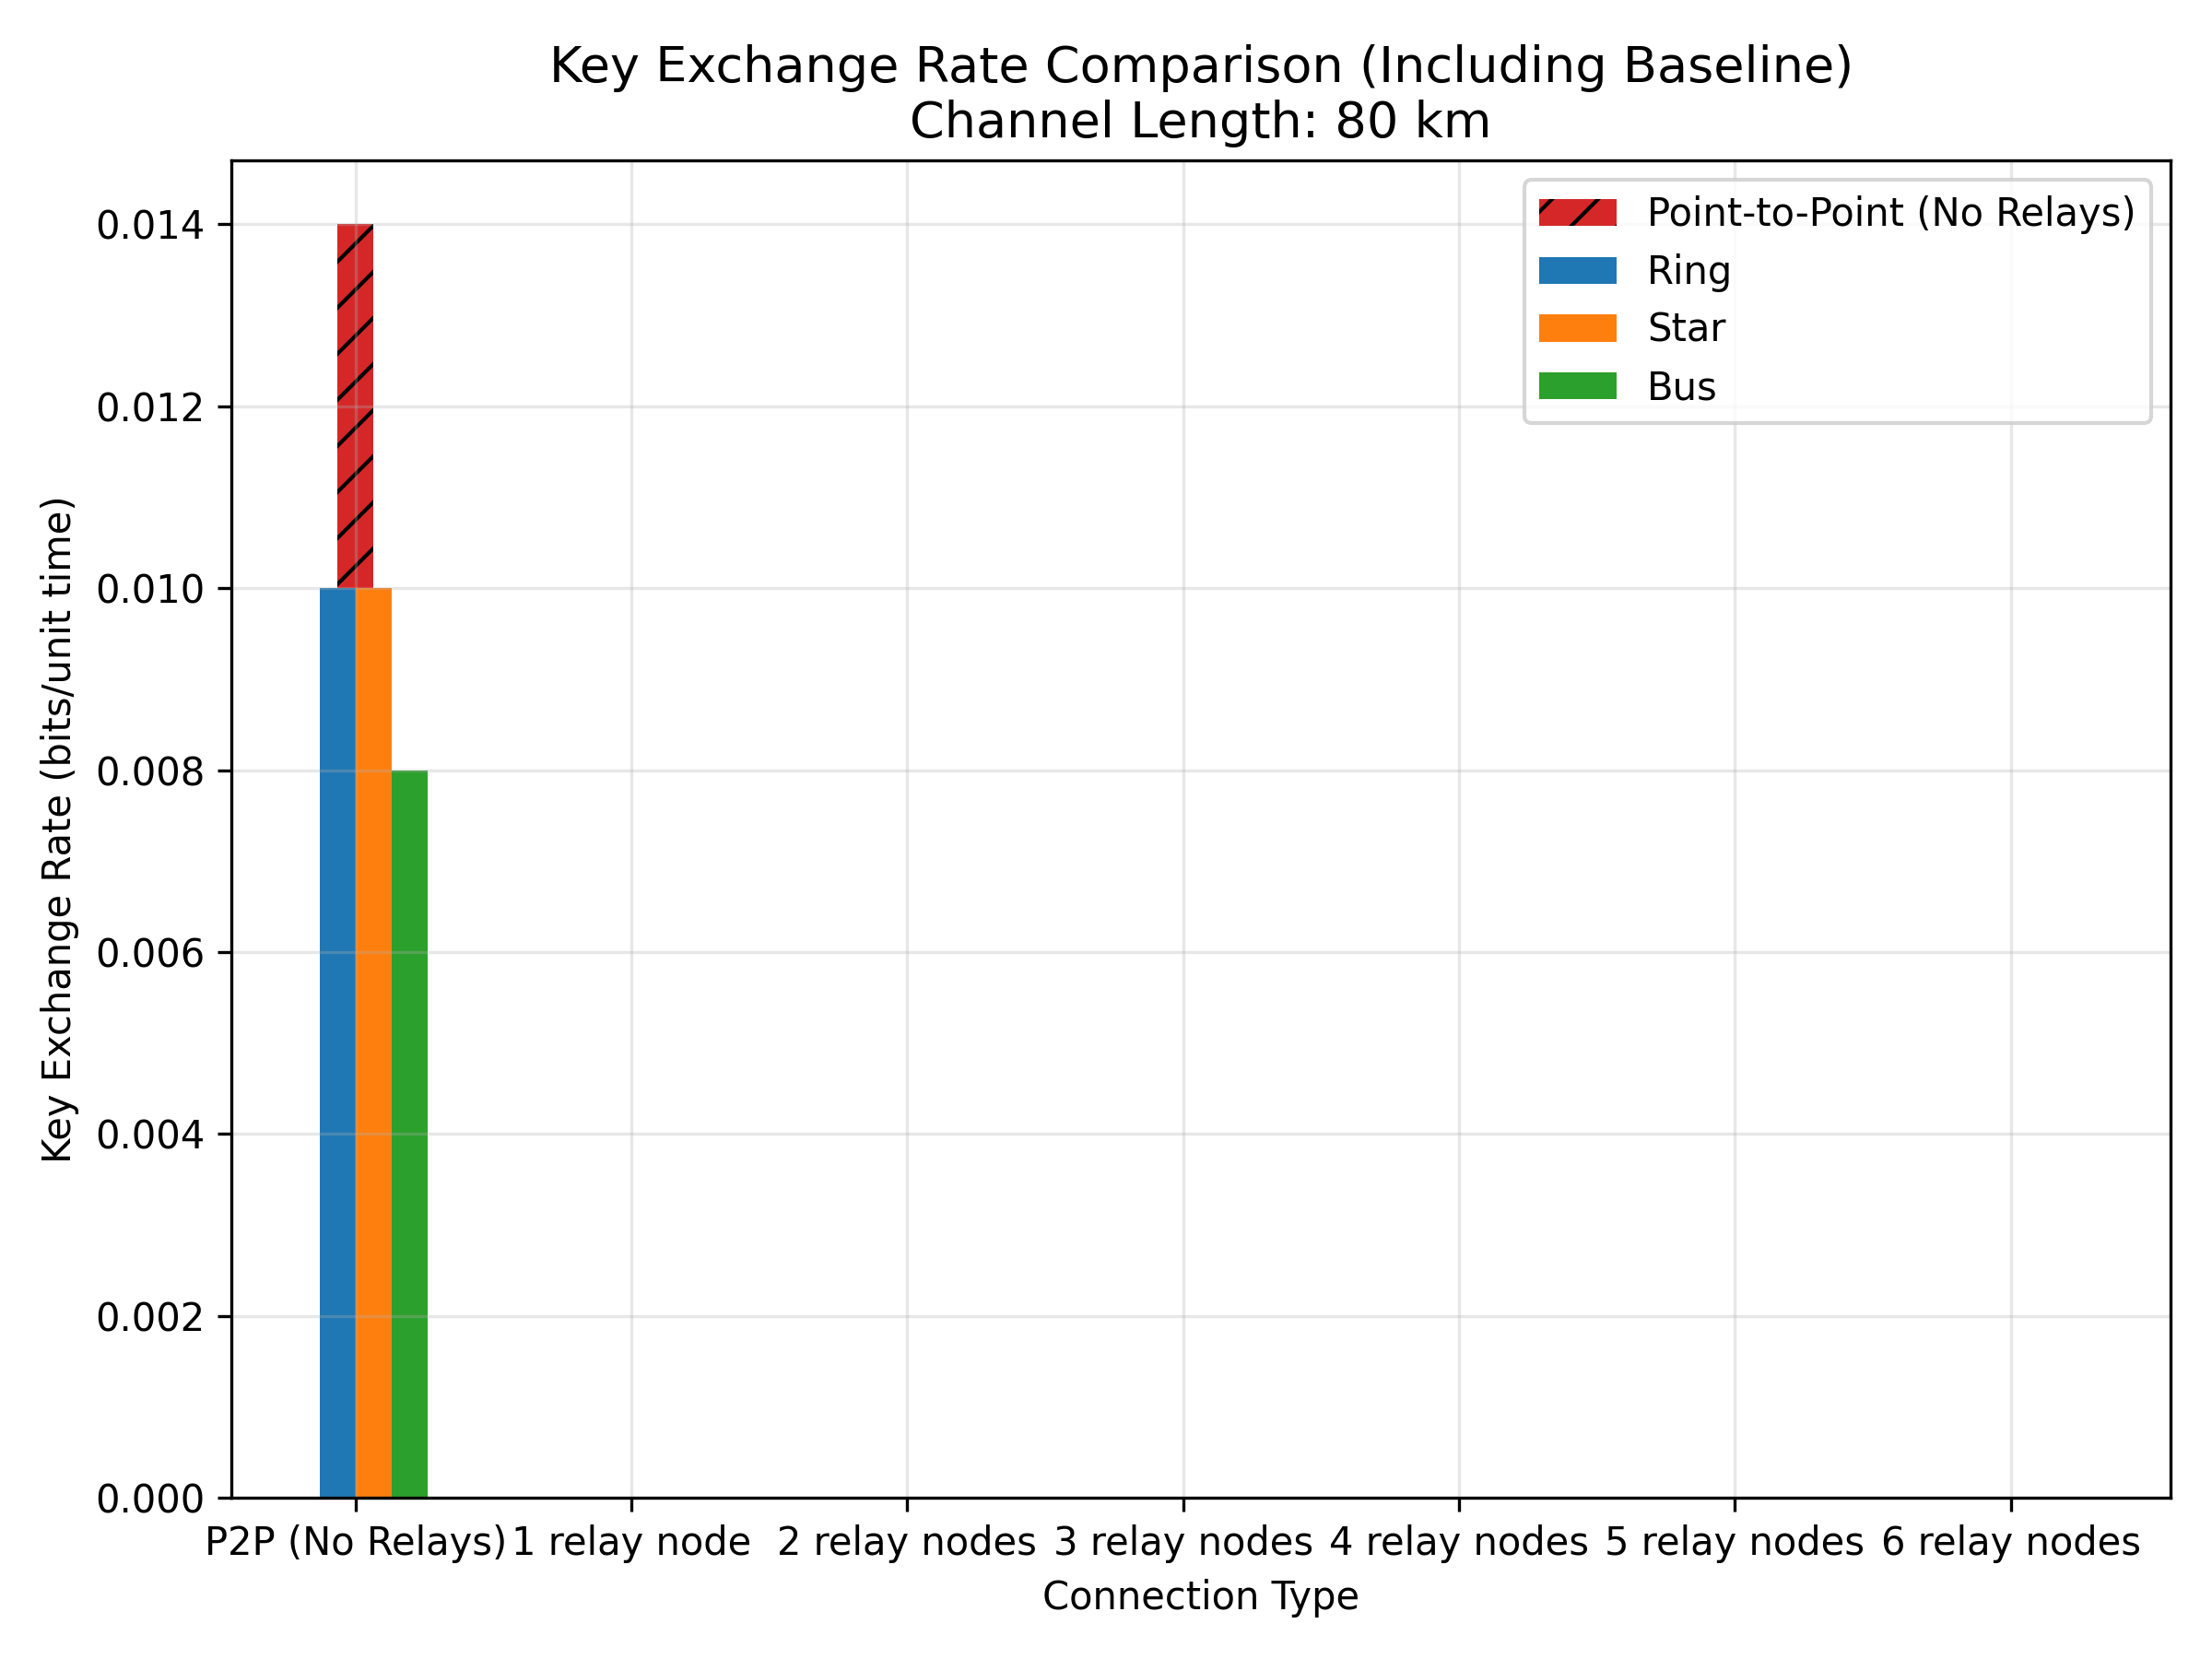 Key Exchange Rate Comparison (Including Baseline)
Channel Length: 80 km
Point-to-Point (No Relays)
Ring
Star
Bus
Key Exchange Rate (bits/unit time)
0.014
0.012
0.010
0.008
0.006
0.004
0.002
0.000
P2P (No Relays) 1 relay node 2 relay nodes 3 relay nodes 4 relay nodes 5 relay nodes 6 relay nodes
Connection Type